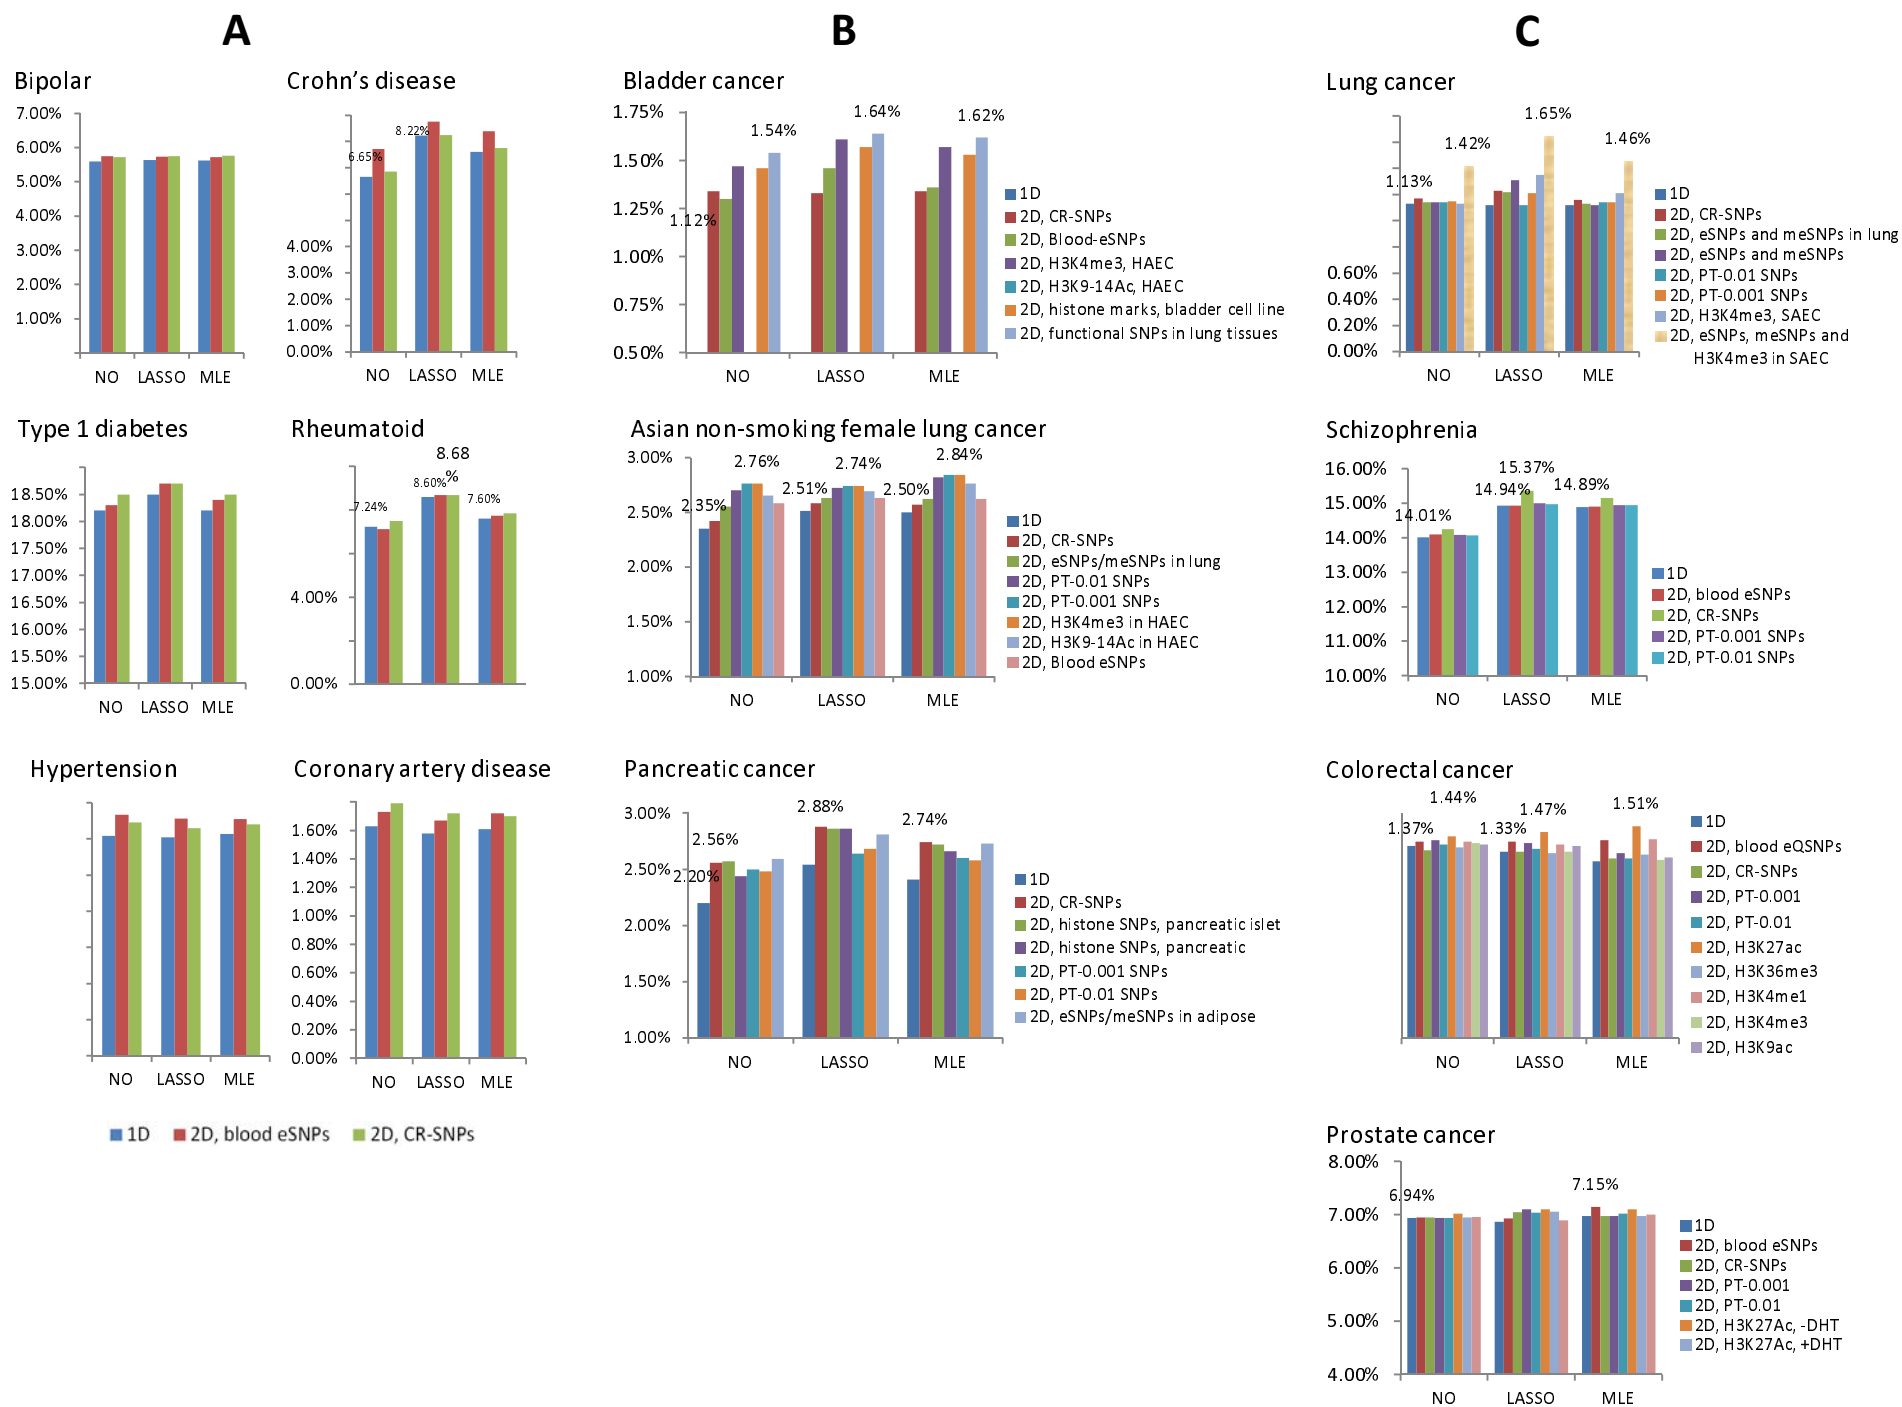 A
B
C
Bipolar
7.00%
6.00%
5.00%
4.00%
3.00%
2.00%
1.00%
NO LASSO MLE
Crohn's disease
6.65%
8.22%
4.00%
3.00%
2.00%
1.00%
0.00%
NO LASSO MLE
Type 1 diabetes
18.50%
18.00%
17.50%
17.00%
16.50%
16.00%
15.50%
15.00%
NO LASSO MLE
Rheumatoid
8.68
%
8.60%
7.24%
7.60%
4.00%
0.00%
NO LASSO MLE
Hypertension
NO LASSO MLE
Coronary artery disease
1.60%
1.40%
1.20%
1.00%
0.80%
0.60%
0.40%
0.20%
0.00%
NO LASSO MLE
1D 2D, blood eSNPs 2D, CR-SNPs
Bladder cancer
1.75%
1.50%
1.25%
1.00%
0.75%
0.50%
1.12%
1.54%
1.64%
1.62%
NO LASSO MLE
1D
2D, CR-SNPs
2D, Blood-eSNPs
2D, H3K4me3, HAEC
2D, H3K9-14Ac, HAEC
2D, histone marks, bladder cell line
2D, functional SNPs in lung tissues
Asian non-smoking female lung cancer
3.00%
2.50%
2.00%
1.50%
1.00%
2.35%
2.76%
2.51%
2.74%
2.50%
2.84%
NO LASSO MLE
1D
2D, CR-SNPs
2D, eSNPs/meSNPs in lung
2D, PT-0.01 SNPs
2D, PT-0.001 SNPs
2D, H3K4me3 in HAEC
2D, H3K9-14Ac in HAEC
2D, Blood eSNPs
Pancreatic cancer
3.00%
2.50%
2.00%
1.50%
1.00%
2.20%
2.56%
2.88%
2.74%
NO LASSO MLE
1D
2D, CR-SNPs
2D, histone SNPs, pancreatic islet
2D, histone SNPs, pancreatic
2D, PT-0.001 SNPs
2D, PT-0.01 SNPs
2D, eSNPs/meSNPs in adipose
Lung cancer
1.13%
1.42%
1.65%
1.46%
0.60%
0.40%
0.20%
0.00%
NO LASSO MLE
1D
2D, CR-SNPs
2D, eSNPs and meSNPs in lung
2D, eSNPs and meSNPs
2D, PT-0.01 SNPs
2D, PT-0.001 SNPs
2D, H3K4me3, SAEC
2D, eSNPs, meSNPs and
H3K4me3 in SAEC
Schizophrenia
16.00%
15.00%
14.00%
13.00%
12.00%
11.00%
10.00%
14.01%
14.94%
15.37%
14.89%
NO LASSO MLE
1D
2D, blood eSNPs
2D, CR-SNPs
2D, PT-0.001 SNPs
2D, PT-0.01 SNPs
Colorectal cancer
1.37%
1.44%
1.33%
1.47%
1.51%
NO LASSO MLE
1D
2D, blood eQSNPs
2D, CR-SNPs
2D, PT-0.001
2D, PT-0.01
2D, H3K27ac
2D, H3K36me3
2D, H3K4me1
2D, H3K4me3
2D, H3K9ac
Prostate cancer
8.00%
7.00%
6.00%
5.00%
4.00%
6.94%
7.15%
NO LASSO MLE
1D
2D, blood eSNPs
2D, CR-SNPs
2D, PT-0.001
2D, PT-0.01
2D, H3K27Ac, -DHT
2D, H3K27Ac, +DHT